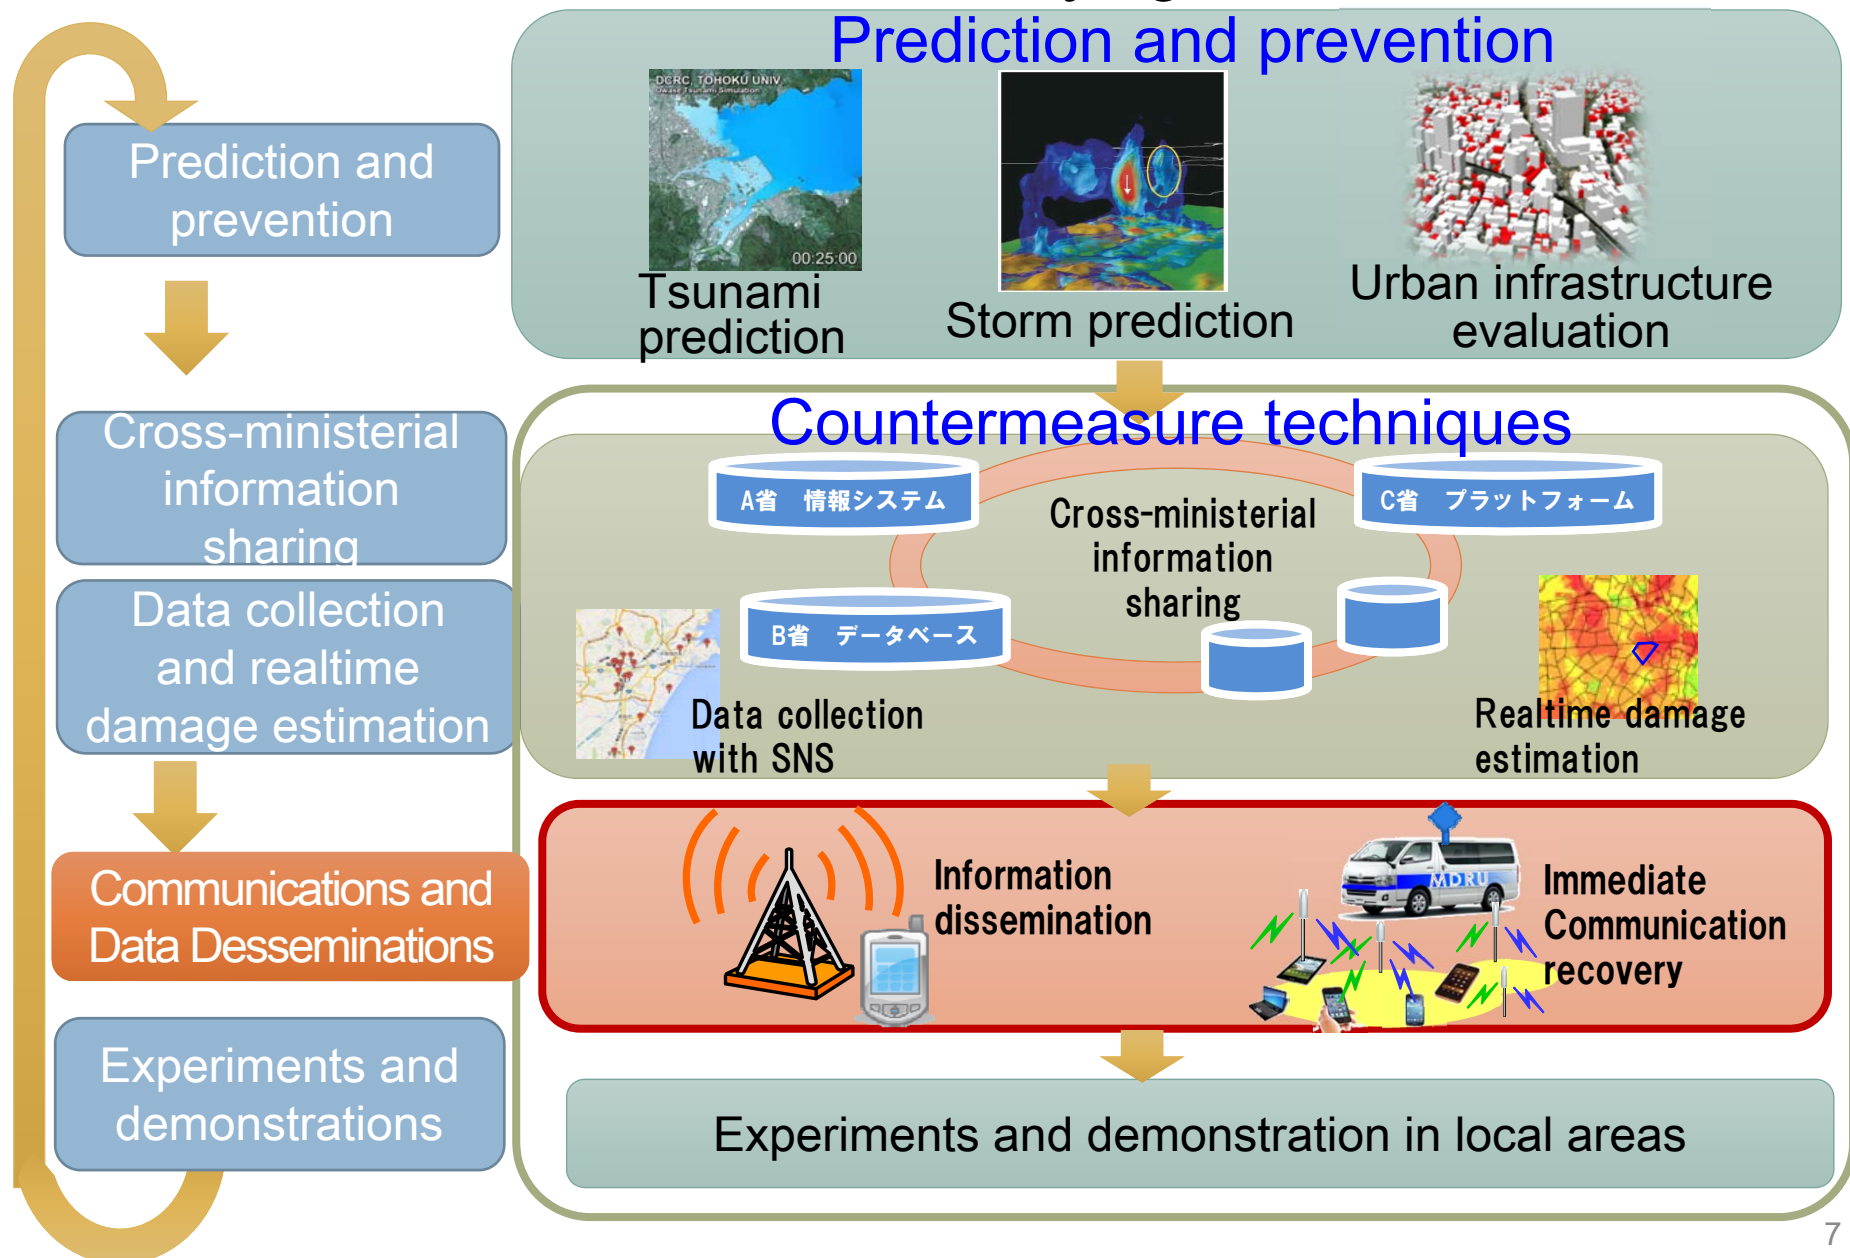 Prediction and prevention
DCRC, TOHOKU UNIV.
Owase Tsunami Simulation
00:25:00
Tsunami
prediction
Storm prediction
Urban infrastructure
evaluation
Prediction and
prevention
Cross-ministerial
information
sharing
Data collection
and realtime
damage estimation
Communications and
Data Desseminations
Experiments and
demonstrations
Countermeasure techniques
A省 情報システム
C省 プラットフォーム
Cross-ministerial
information
sharing
B省 データベース
Data collection
with SNS
Realtime damage
estimation
Information
dissemination
MDRU
Immediate
Communication
recovery
Experiments and demonstration in local areas
7